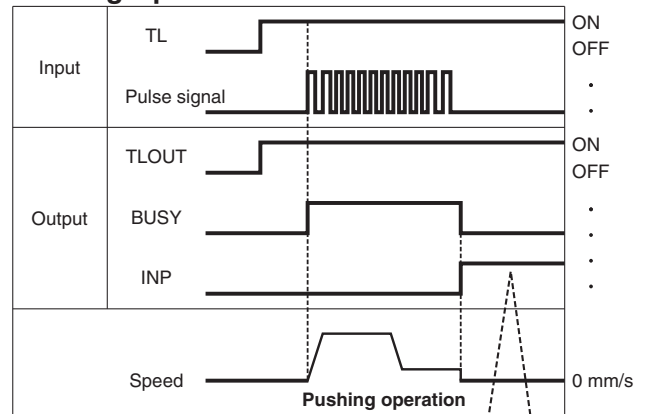 TL
ON
OFF
Input
Pulse signal
TLOUT
ON
OFF
Output
BUSY
INP
Speed
0 mm/s
Pushing operation